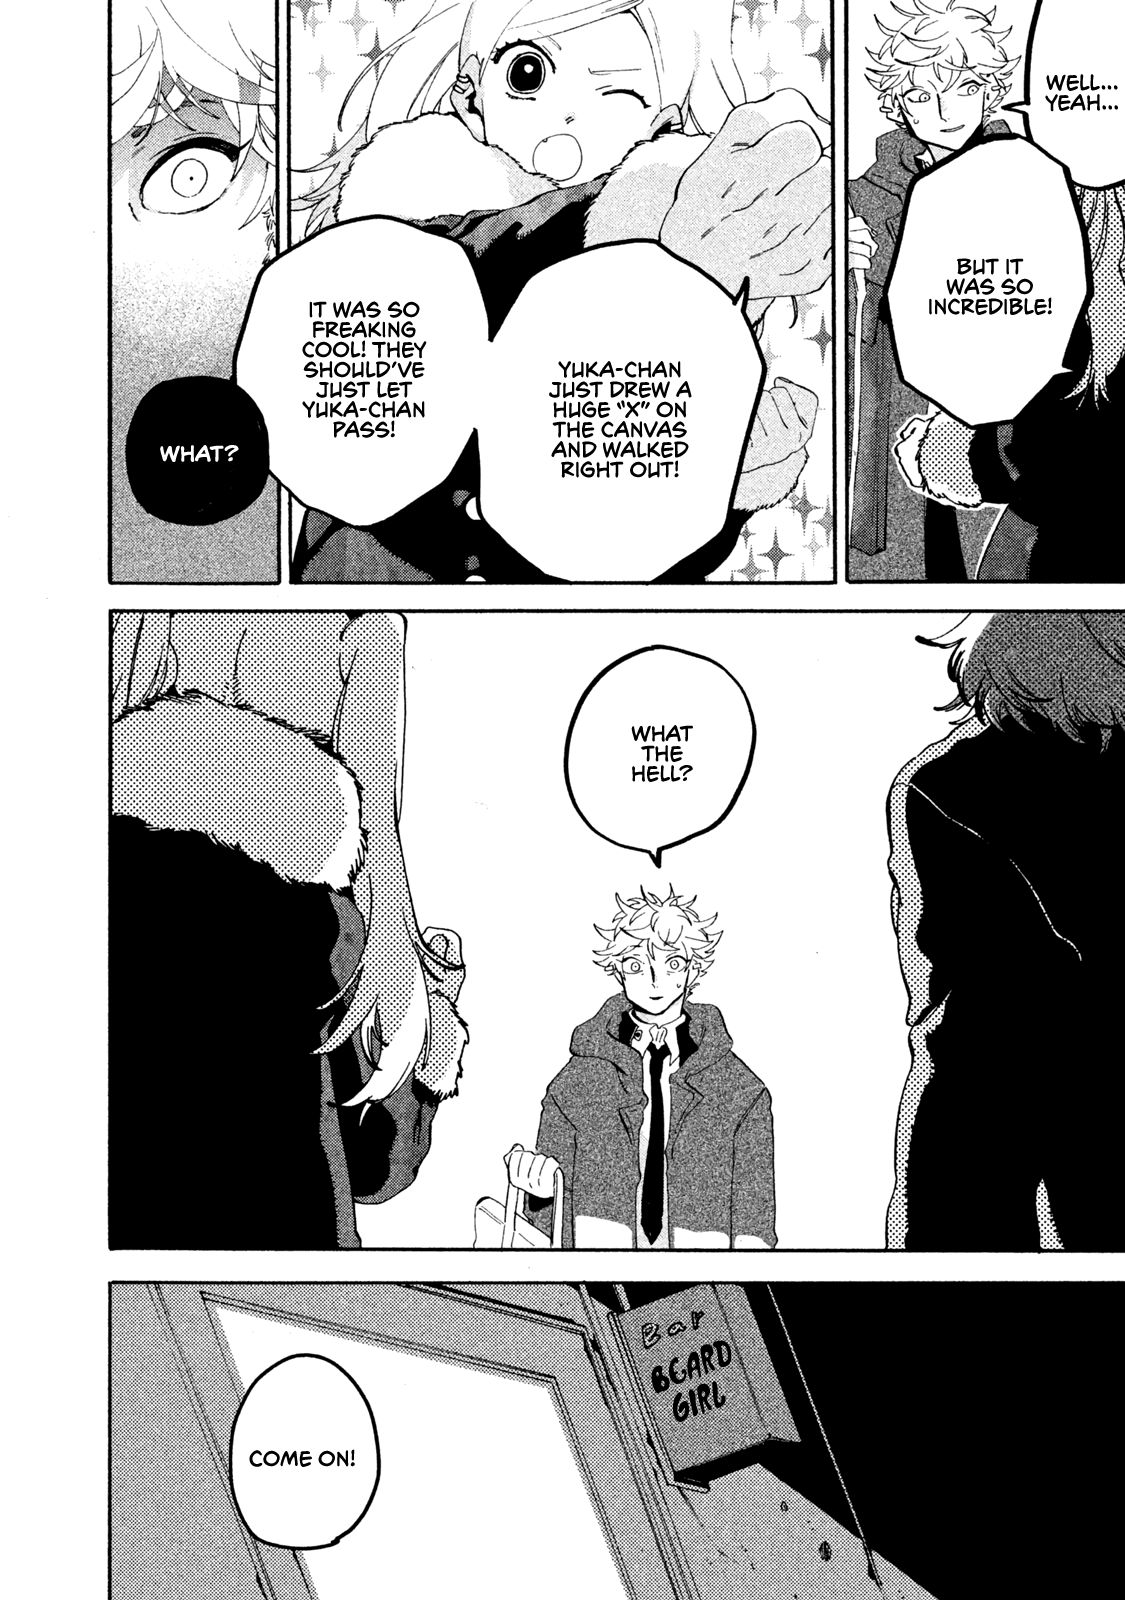 WELL...
YEAH...
BUT IT
WAS SO
INCREDIBLE!
YUKA-CHAN
JUST DREW A
HUGE "X" ON
THE CANVAS
AND WALKED
RIGHT OUT!
IT WAS SO
FREAKING
COOL! THEY
SHOULD'VE
JUST LET
YUKA-CHAN
PASS!
WHAT?
WHAT
THE
HELL?
Bar
BEARD
GIRL
COME ON!